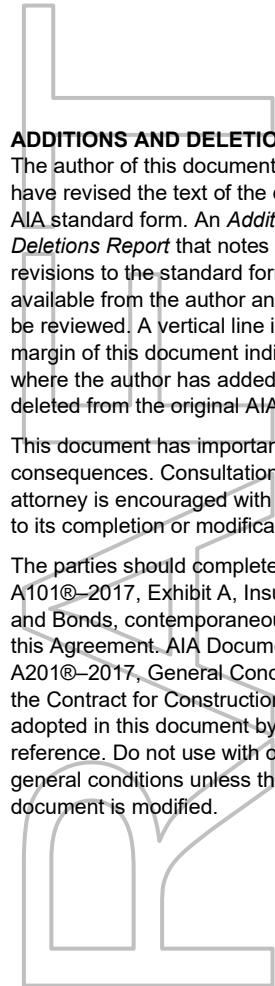 ADDITIONS AND DELETIO
The author of this document
have revised the text of the
AIA standard form. An Addit
Deletions Report that notes
revisions to the standard for
available from the author an
be reviewed. A vertical line i
margin of this document indi
where the author has added
deleted from the original AIA
This document has importan
consequences. Consultation
attorney is encouraged with
to its completion or modifica
The parties should complete
A101®–2017, Exhibit A, Insu
and Bonds, contemporaneou
this Agreement. AIA Docume
A201®–2017, General Cond
the Contract for Construction
adopted in this document by
reference. Do not use with o
general conditions unless th
document is modified.